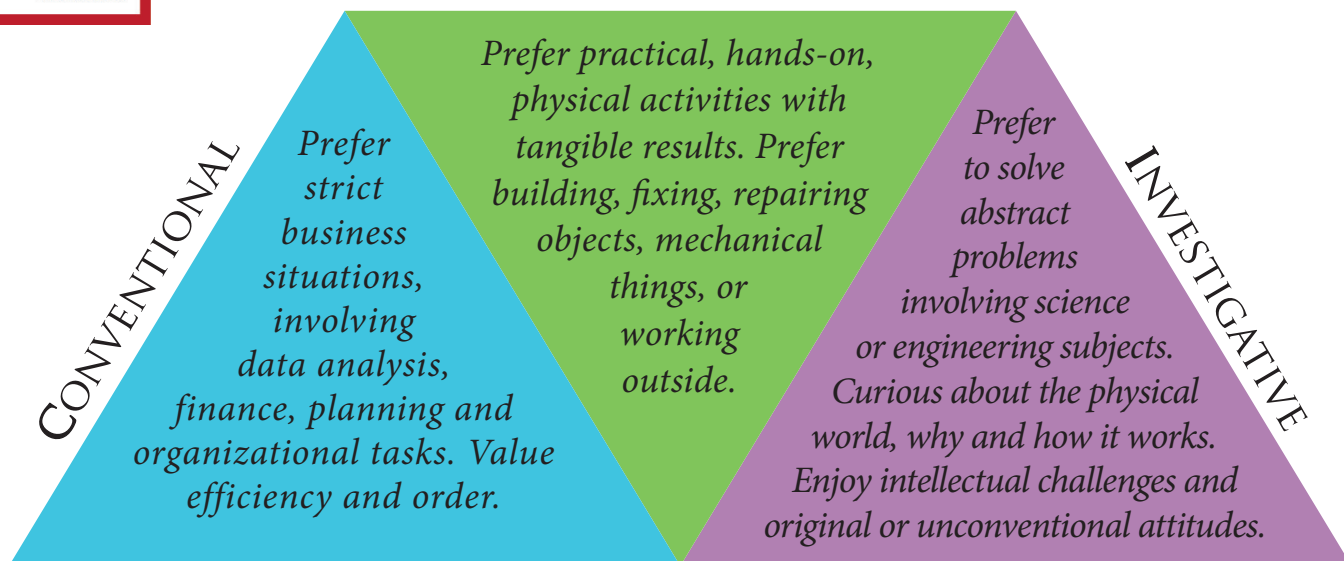 CONVENTIONAL
Prefer
strict
business
situations,
involving
data analysis,
finance, planning and
organizational tasks. Value
efficiency and order.
Prefer practical, hands-on,
physical activities with
tangible results. Prefer
building, fixing, repairing
objects, mechanical
things, or
working
outside.
Prefer
to solve
abstract
problems
involving science
or engineering subjects.
Curious about the physical
world, why and how it works.
Enjoy intellectual challenges and
original or unconventional attitudes.
INVESTIGATIVE